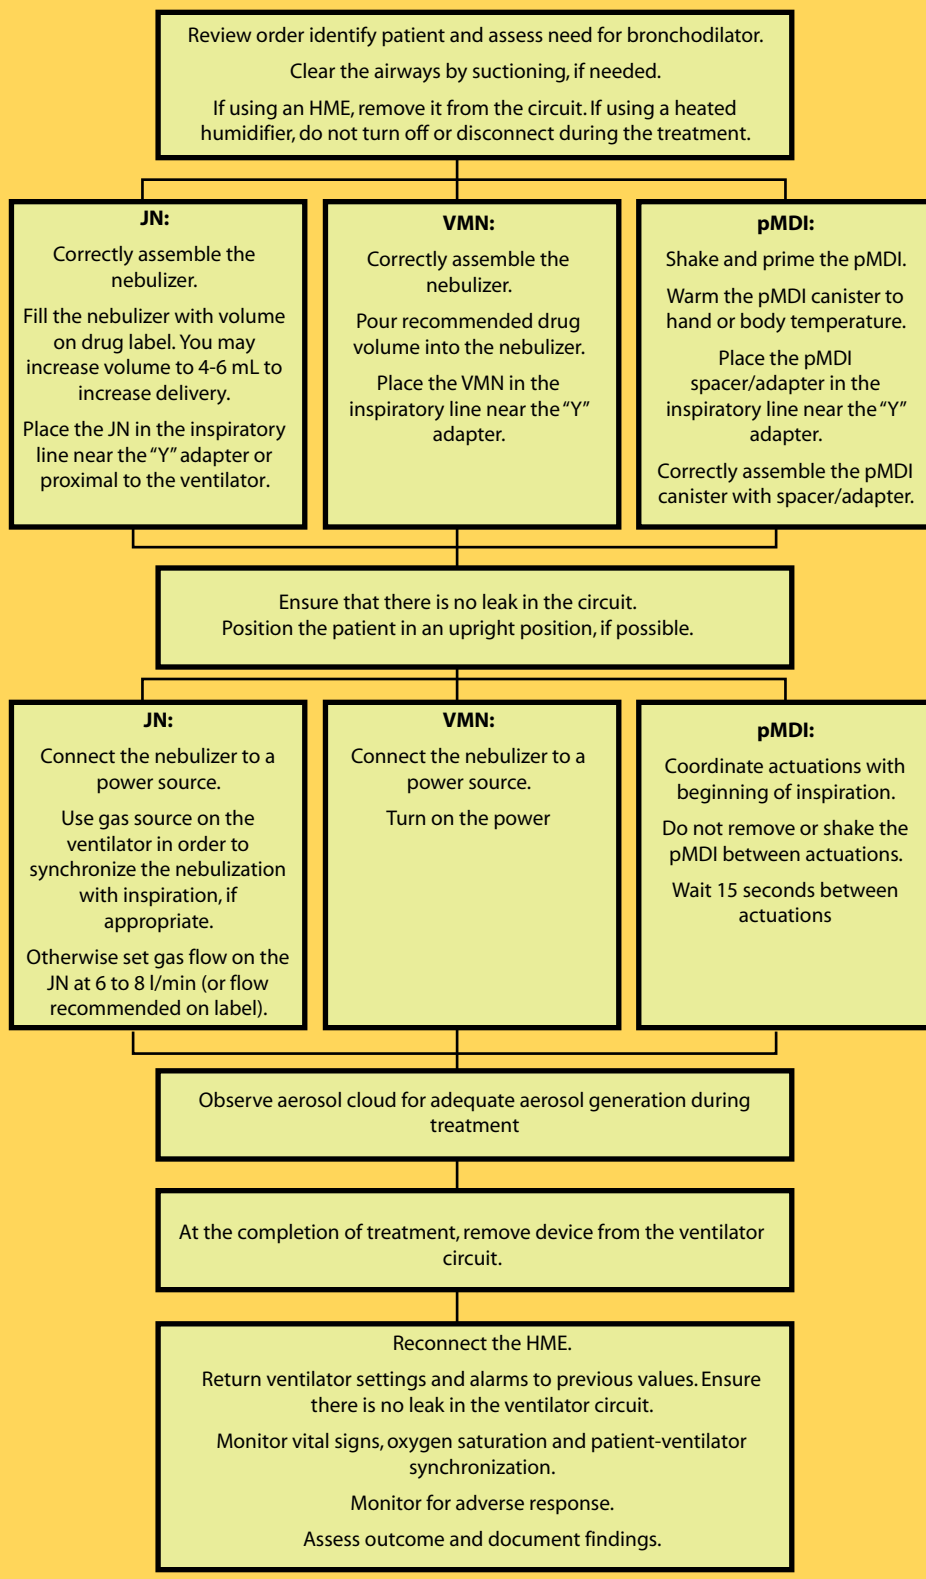 Review order identify patient and assess need for bronchodilator.
Clear the airways by suctioning, if needed.
If using an HME, remove it from the circuit. If using a heated
humidifier, do not turn off or disconnect during the treatment.
JN:
Correctly assemble the
nebulizer.
Fill the nebulizer with volume
on drug label. You may
increase volume to 4-6 mL to
increase delivery.
Place the JN in the inspiratory
line near the “Y” adapter or
proximal to the ventilator.
VMN:
Correctly assemble the
nebulizer.
Pour recommended drug
volume into the nebulizer.
Place the VMN in the
inspiratory line near the “Y”
adapter.
pMDI:
Shake and prime the pMDI.
Warm the pMDI canister to
hand or body temperature.
Place the pMDI
spacer/adapter in the
inspiratory line near the “Y”
adapter.
Correctly assemble the pMDI
canister with spacer/adapter.
Ensure that there is no leak in the circuit.
Position the patient in an upright position, if possible.
JN:
Connect the nebulizer to a
power source.
Use gas source on the
ventilator in order to
synchronize the nebulization
with inspiration, if
appropriate.
Otherwise set gas flow on the
JN at 6 to 8 l/min (or flow
recommended on label).
VMN:
Connect the nebulizer to a
power source.
Turn on the power
pMDI:
Coordinate actuations with
beginning of inspiration.
Do not remove or shake the
pMDI between actuations.
Wait 15 seconds between
actuations
Observe aerosol cloud for adequate aerosol generation during
treatment
At the completion of treatment, remove device from the ventilator
circuit.
Reconnect the HME.
Return ventilator settings and alarms to previous values. Ensure
there is no leak in the ventilator circuit.
Monitor vital signs, oxygen saturation and patient-ventilator
synchronization.
Monitor for adverse response.
Assess outcome and document findings.